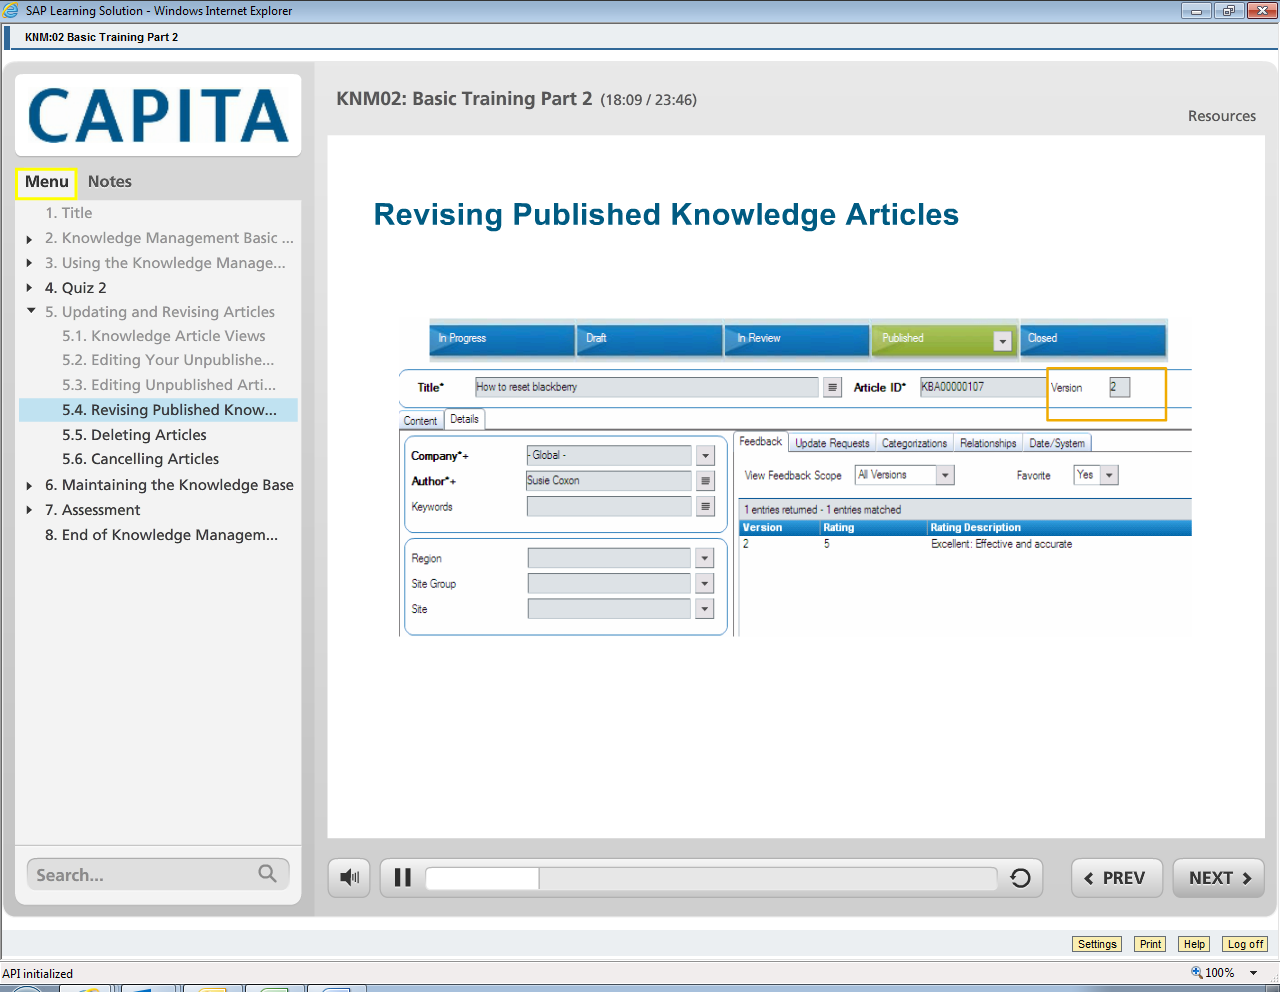 SAP Learning Solution - Windows Internet Explorer
KNM:02 Basic Training Part 2
CAPITA
KNM02: Basic Training Part 2 (18:09 / 23:46)
Resources
Menu Notes
1. Title
2. Knowledge Management Basic ...
3. Using the Knowledge Manage...
4. Quiz 2
5. Updating and Revising Articles
5.1. Knowledge Article Views
5.2. Editing Your Unpublishe...
5.3. Editing Unpublished Arti...
5.4. Revising Published Know...
5.5. Deleting Articles
5.6. Cancelling Articles
6. Maintaining the Knowledge Base
7. Assessment
8. End of Knowledge Managem...
Search...
Revising Published Knowledge Articles
In Progress Draft In Review Published Closed
Title* How to reset blackberry Article ID* KBA00000107 Version 2
Content Details
Company*+ - Global -
Author*+ Susie Coxon
Keywords
Region
Site Group
Site
Feedback Update Requests Categorizations Relationships Date/System
View Feedback Scope All Versions Favorite Yes
1 entries returned - 1 entries matched
Version Rating Rating Description
2 5 Excellent: Effective and accurate
PREV NEXT
Settings Print Help Log off
API initialized
100%